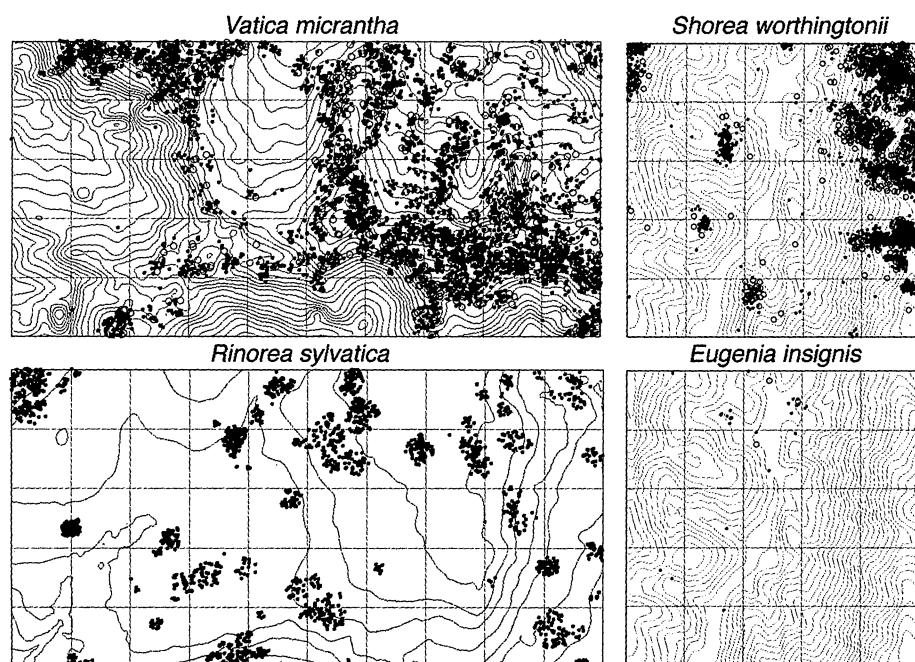 Vatica micrantha
Shorea worthingtonii
Rinorea sylvatica
Eugenia insignis